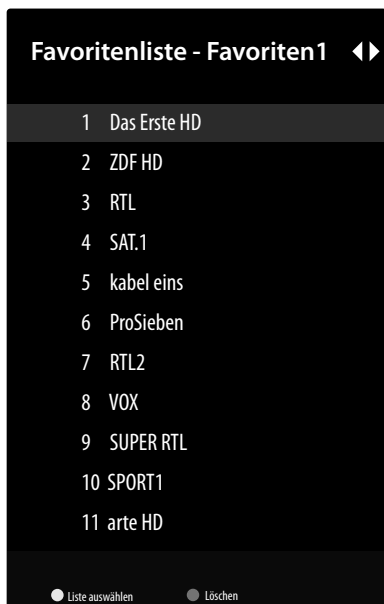 Favoritenliste - Favoriten1
1 Das Erste HD
2 ZDF HD
3 RTL
4 SAT.1
5 kabel eins
6 ProSieben
7 RTL2
8 VOX
9 SUPER RTL
10 SPORT1
11 arte HD
Liste auswählen Löschen